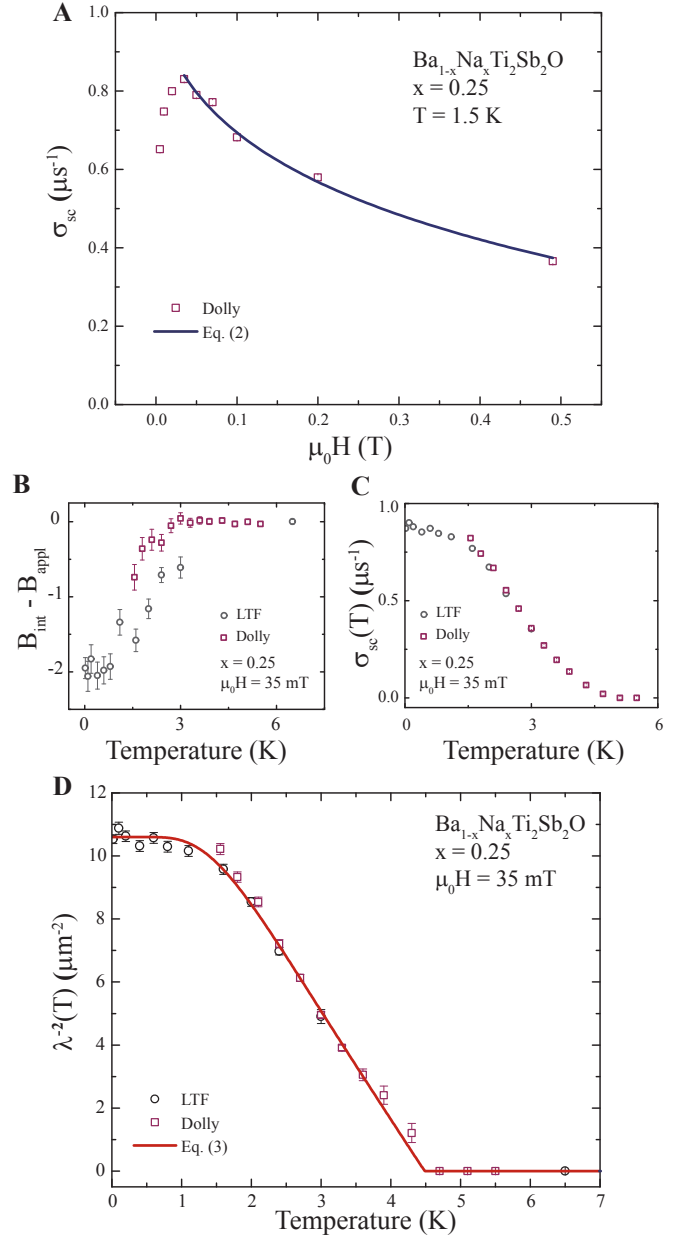 A
1.0
0.8
0.6
0.4
0.2
0.0
σsc (μs⁻¹)
Ba₁₋ₓNaₓTi₂Sb₂O
x = 0.25
T = 1.5 K
Dolly
Eq. (2)
0.0 0.1 0.2 0.3 0.4 0.5
μ₀H (T)
B
0
-1
-2
B_int - B_appl
LTF
Dolly
x = 0.25
μ₀H = 35 mT
0 3 6
Temperature (K)
C
1.0
0.5
0.0
σsc(T) (μs⁻¹)
LTF
Dolly
x = 0.25
μ₀H = 35 mT
0 3 6
Temperature (K)
D
12
10
8
6
4
2
0
λ⁻²(T) (μm⁻²)
Ba₁₋ₓNaₓTi₂Sb₂O
x = 0.25
μ₀H = 35 mT
LTF
Dolly
Eq. (3)
0 1 2 3 4 5 6 7
Temperature (K)